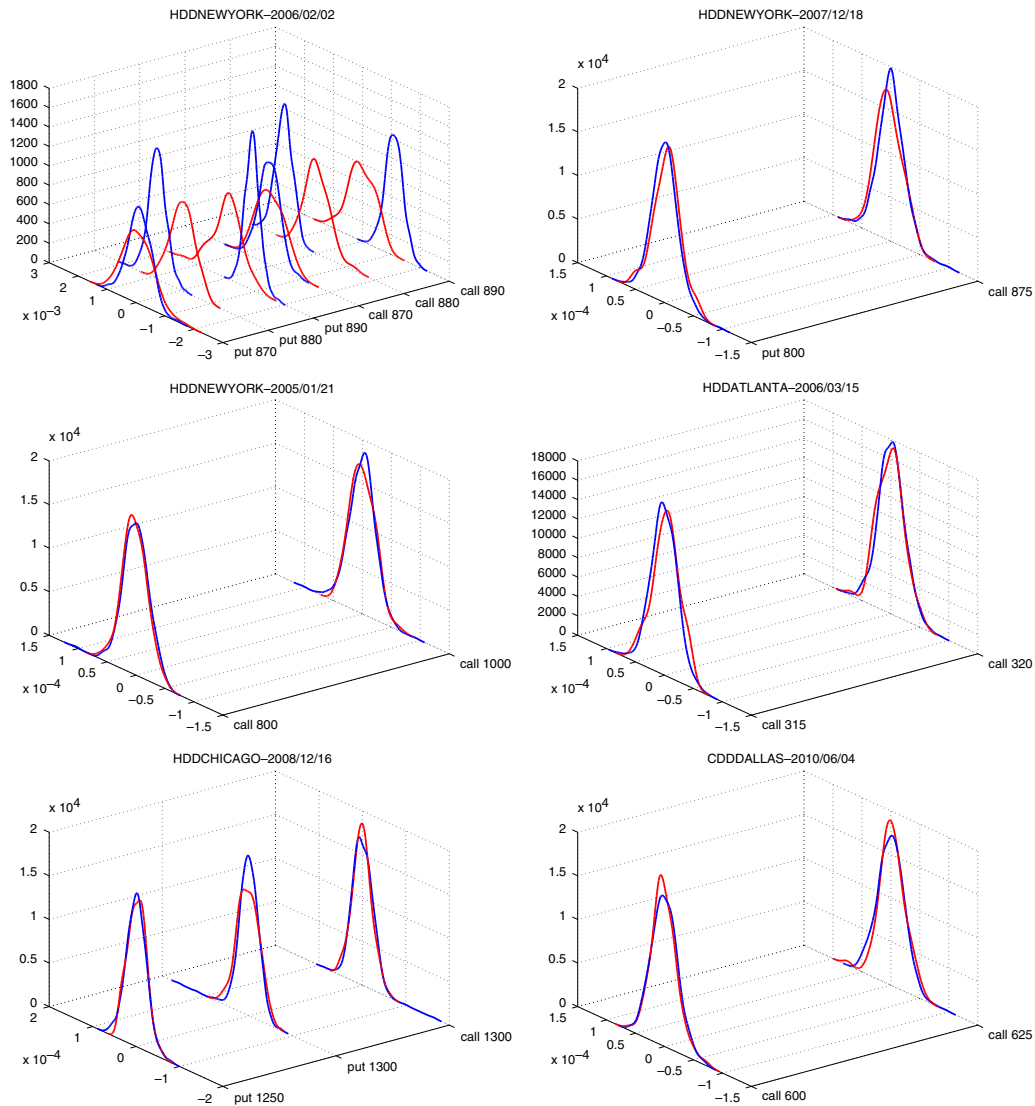 HDDNEWYORK–2006/02/02
1800
1600
1400
1200
1000
800
600
400
200
0
3
2
1
0
–1
–2
–3
x 10–3
put 870
put 880
put 890
call 870
call 880
call 890
HDDNEWYORK–2007/12/18
x 104
2
1.5
1
0.5
0
1.5
1
0.5
0
–0.5
–1
–1.5
x 10–4
put 800
call 875
HDDNEWYORK–2005/01/21
x 104
2
1.5
1
0.5
0
1.5
1
0.5
0
–0.5
–1
–1.5
x 10–4
call 800
call 1000
HDDATLANTA–2006/03/15
18000
16000
14000
12000
10000
8000
6000
4000
2000
0
1.5
1
0.5
0
–0.5
–1
–1.5
x 10–4
call 315
call 320
HDDCHICAGO–2008/12/16
x 104
2
1.5
1
0.5
0
2
1
0
–1
–2
x 10–4
put 1250
put 1300
call 1300
CDDDALLAS–2010/06/04
x 104
2
1.5
1
0.5
0
1.5
1
0.5
0
–0.5
–1
–1.5
x 10–4
call 600
call 625